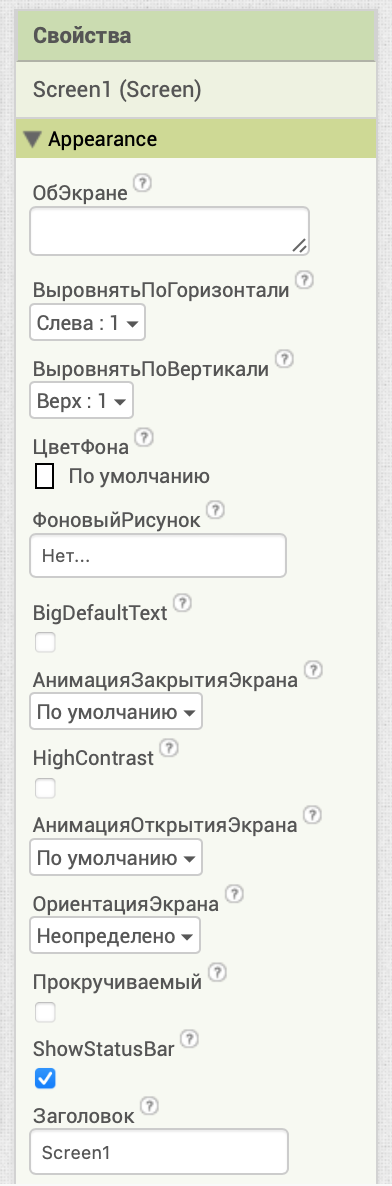 Свойства
Screen1 (Screen)
Appearance
ОбЭкране ?
ВыровнятьПоГоризонтали ?
Слева : 1
ВыровнятьПоВертикали ?
Верх : 1
ЦветФона ?
По умолчанию
ФоновыйРисунок ?
Нет...
BigDefaultText ?
АнимацияЗакрытияЭкрана ?
По умолчанию
HighContrast ?
АнимацияОткрытияЭкрана ?
По умолчанию
ОриентацияЭкрана ?
Неопределено
Прокручиваемый ?
ShowStatusBar ?
Заголовок ?
Screen1